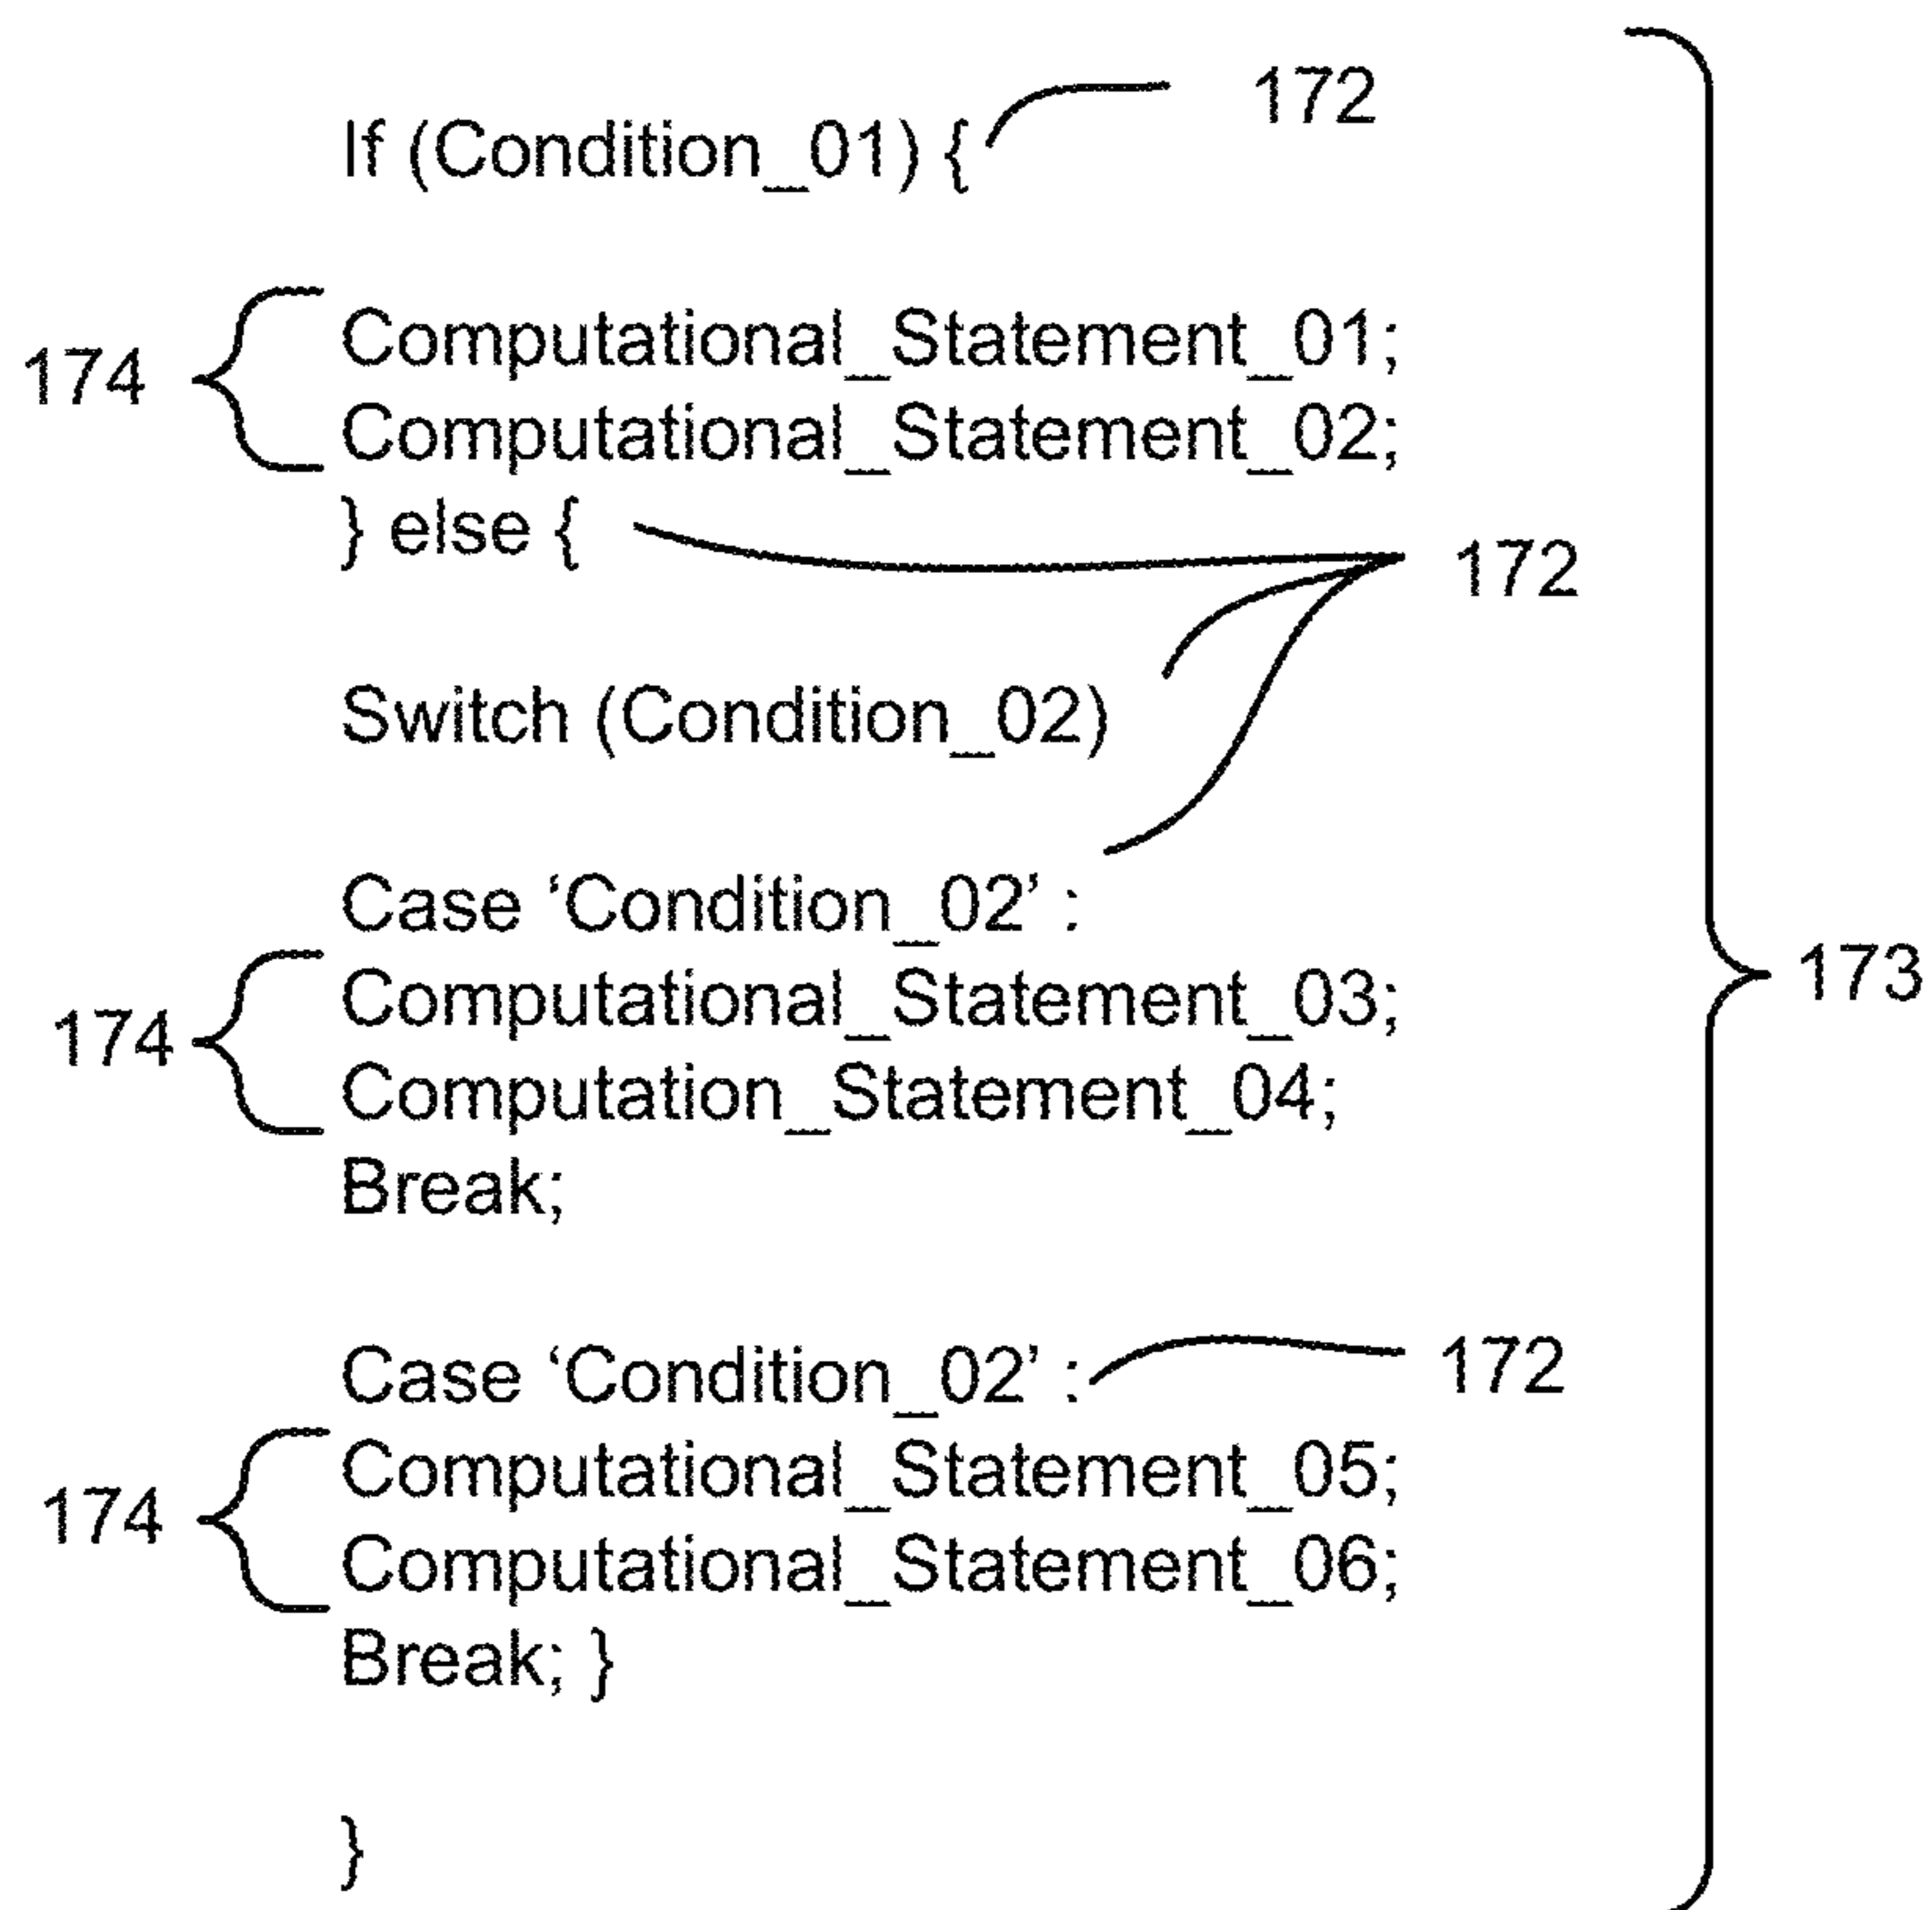 If (Condition_01) { 172
174 Computational_Statement_01;
Computational_Statement_02;
} else { 172
Switch (Condition_02)
Case ‘Condition_02’ :
173
174 Computational_Statement_03;
Computation_Statement_04;
Break;
Case ‘Condition_02’ : 172
174 Computational_Statement_05;
Computational_Statement_06;
Break; }
}